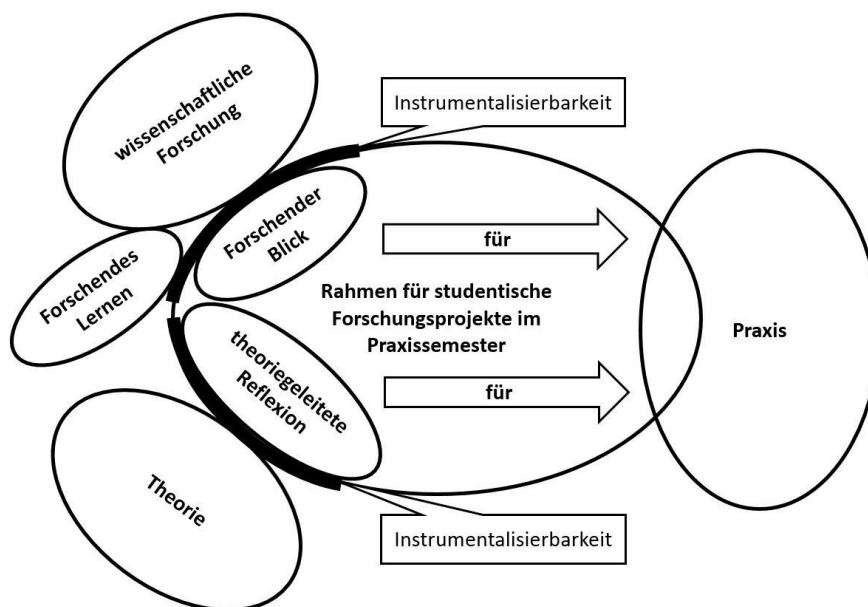 wissenschaftliche
Forschung
Instrumentalisierbarkeit
Forschender
Blick
für
Forschendes
Lernen
Rahmen für studentische
Forschungsprojekte im
Praxissemester
Praxis
theoriegeleitete
Reflexion
für
Theorie
Instrumentalisierbarkeit